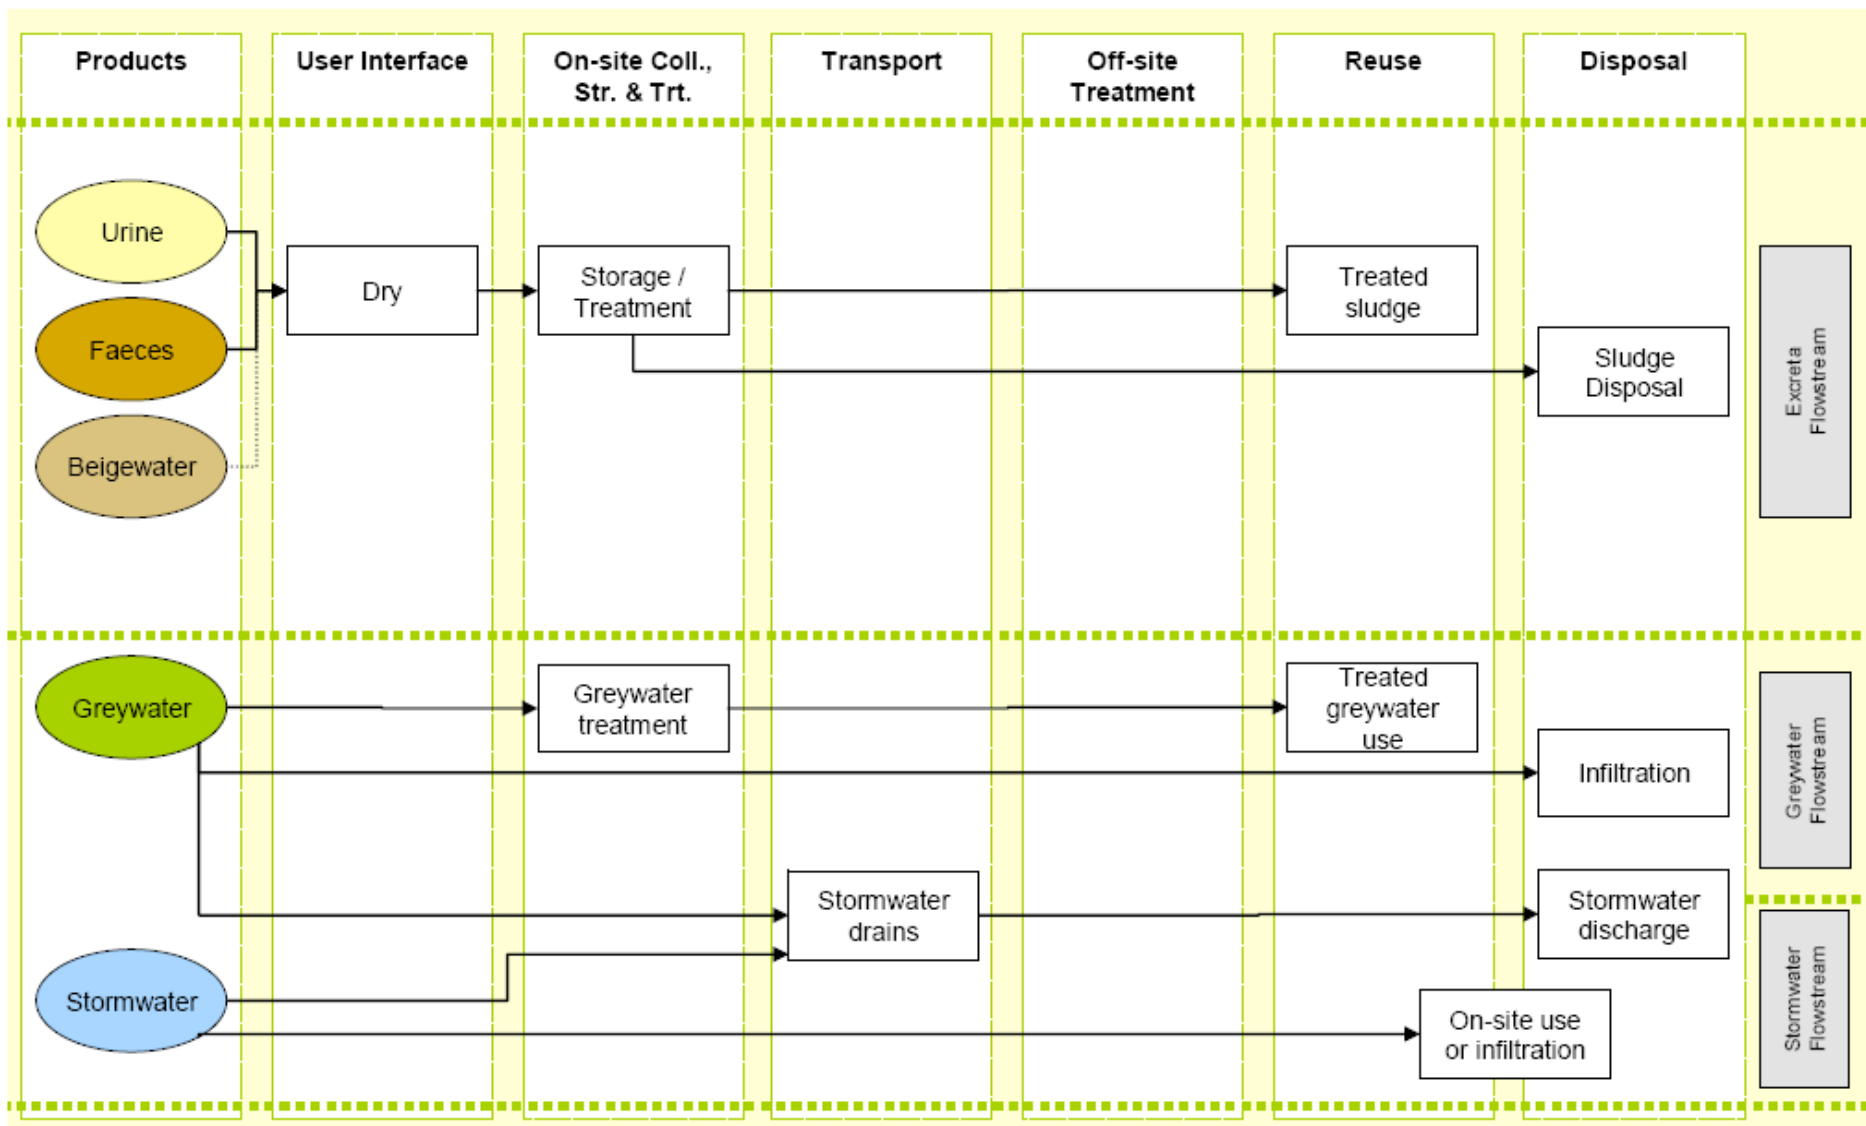 Products
User Interface
On-site Coll.,
Str. & Trt.
Transport
Off-site
Treatment
Reuse
Disposal
Urine
Faeces
Beigewater
Dry
Storage /
Treatment
Treated
sludge
Sludge
Disposal
Excreta
Flowstream
Greywater
Greywater
treatment
Treated
greywater
use
Infiltration
Greywater
Flowstream
Stormwater
drains
Stormwater
discharge
Stormwater
On-site use
or infiltration
Stormwater
Flowstream